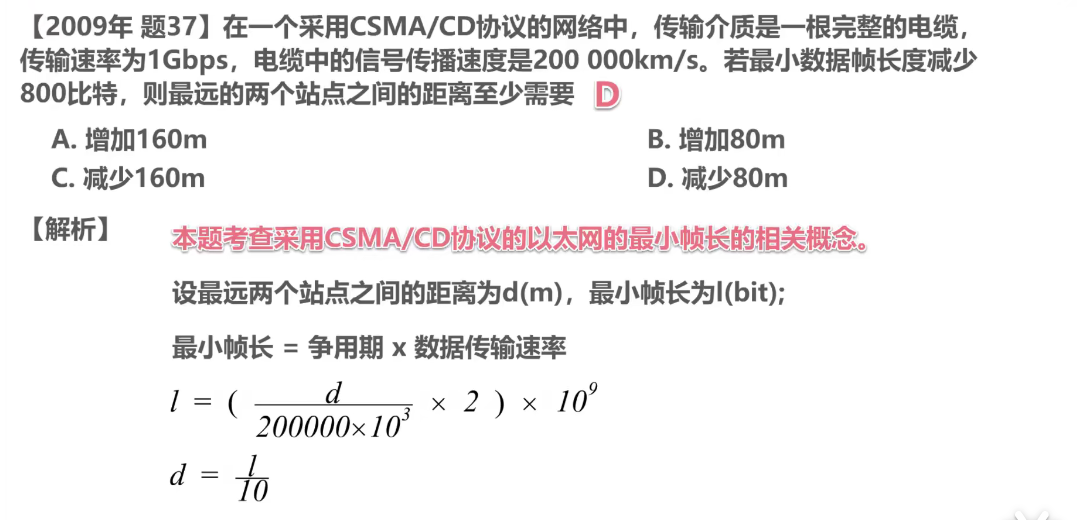 【2009年 题37】在一个采用CSMA/CD协议的网络中，传输介质是一根完整的电缆，
传输速率为1Gbps，电缆中的信号传播速度是200 000km/s。若最小数据帧长度减少
800比特，则最远的两个站点之间的距离至少需要 D
A. 增加160m B. 增加80m
C. 减少160m D. 减少80m
【解析】 本题考查采用CSMA/CD协议的以太网的最小帧长的相关概念。
设最远两个站点之间的距离为d(m)，最小帧长为l(bit);
最小帧长 = 争用期 x 数据传输速率
l = ( d / 200000×10³ × 2 ) × 10⁹
d = l / 10